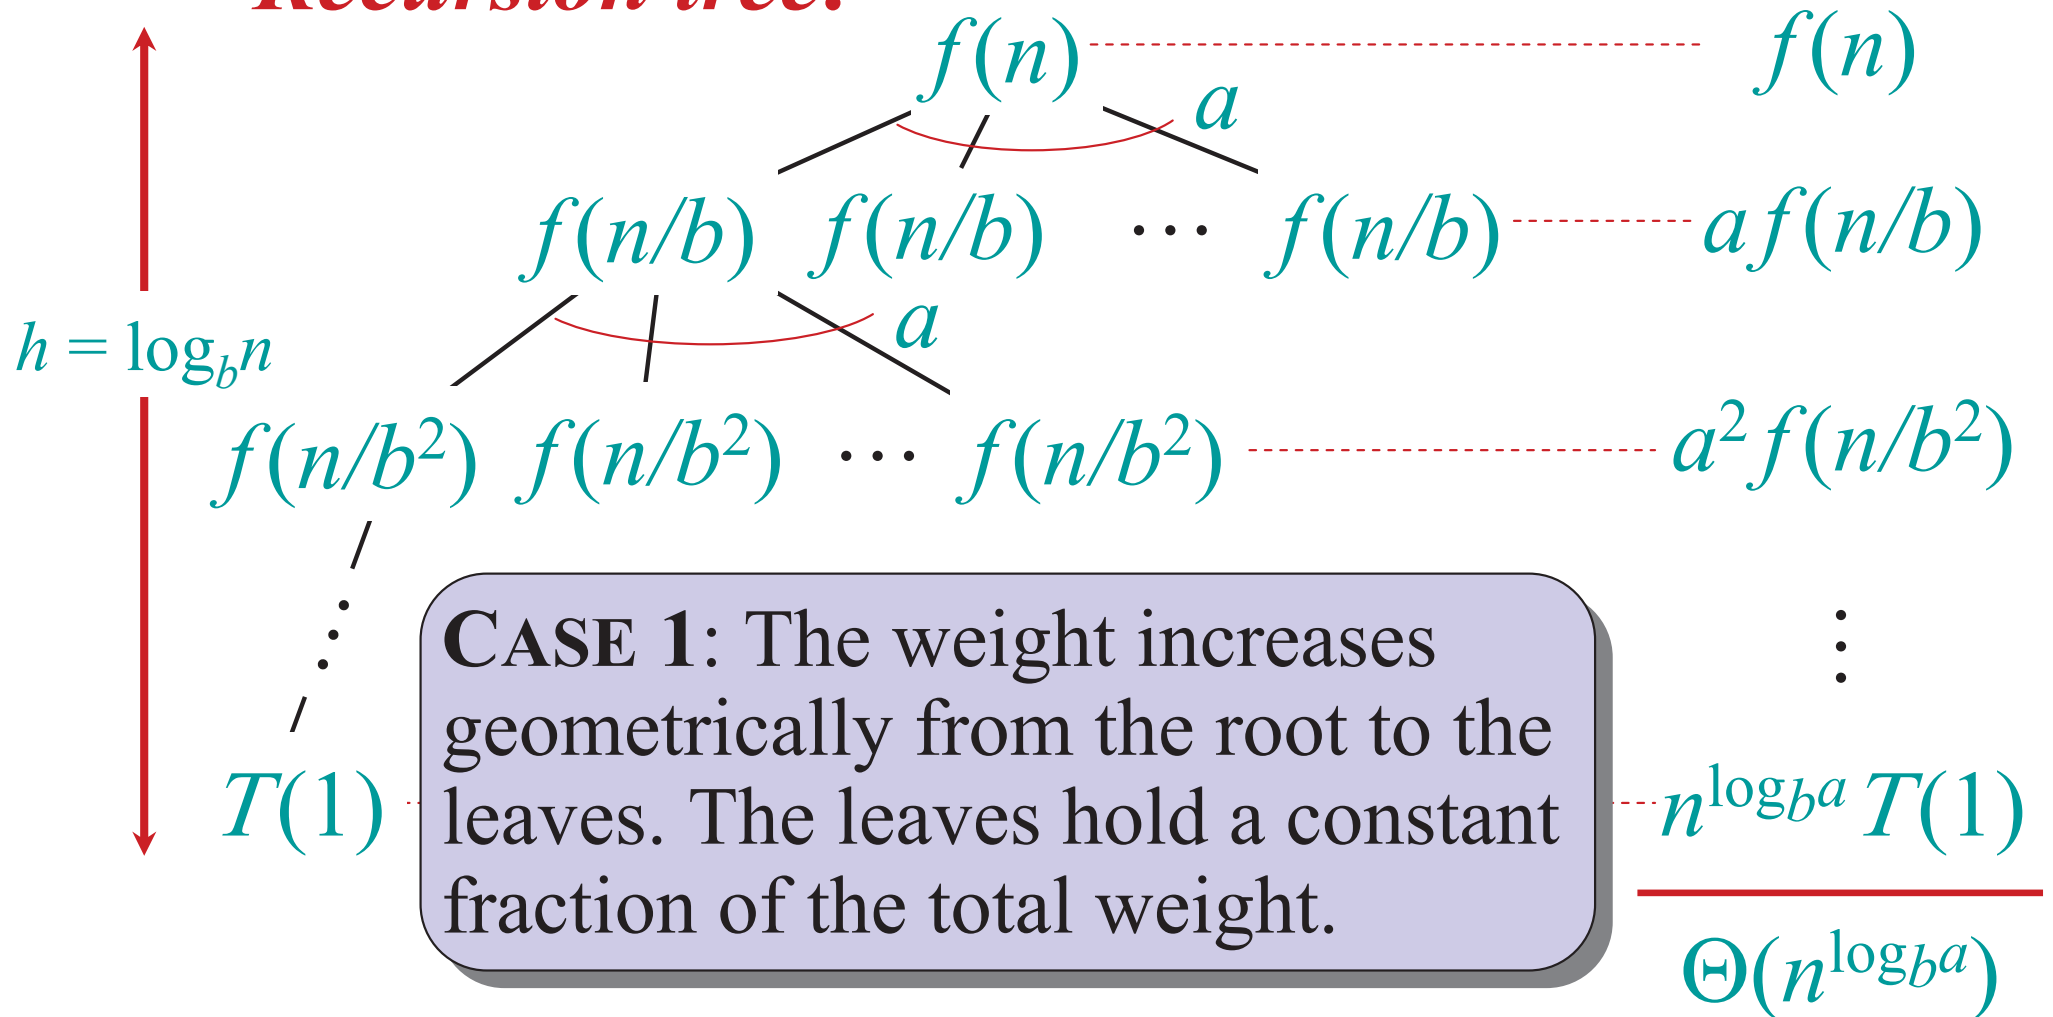 Recursion tree:
f(n) f(n)
a
f(n/b) f(n/b) ··· f(n/b) a f(n/b)
a
h = log_b n
f(n/b²) f(n/b²) ··· f(n/b²) a² f(n/b²)
CASE 1: The weight increases
geometrically from the root to the
leaves. The leaves hold a constant
fraction of the total weight.
T(1) n^{log_b a} T(1)
Θ(n^{log_b a})